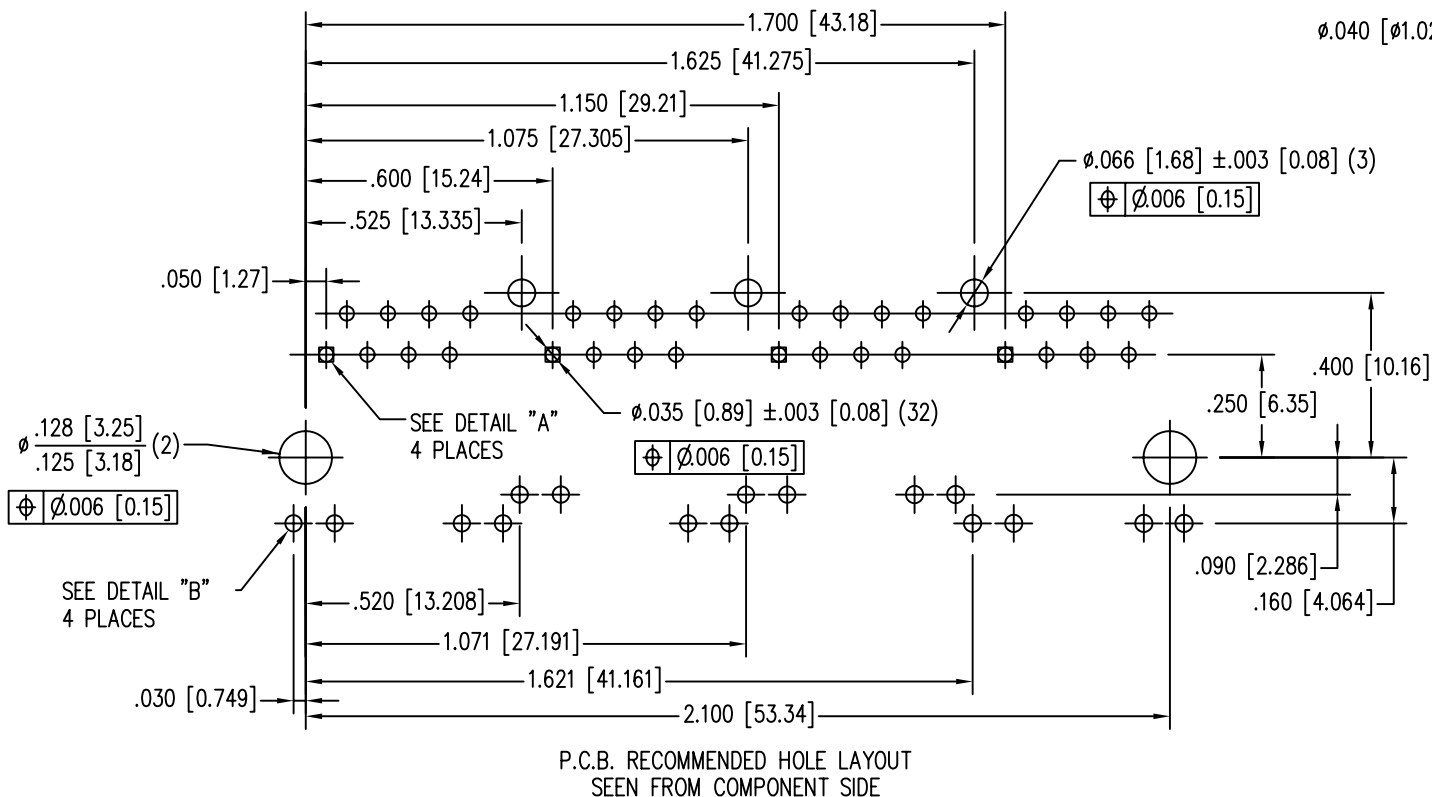 1.700 [43.18]
ø.040 [ø1.02
1.625 [41.275]
1.150 [29.21]
1.075 [27.305]
ø.066 [1.68] ±.003 [0.08] (3)
.600 [15.24]
⌖ Ø.006 [0.15]
.525 [13.335]
.050 [1.27]
.400 [10.16]
.250 [6.35]
SEE DETAIL "A"
4 PLACES
ø.035 [0.89] ±.003 [0.08] (32)
⌖ Ø.006 [0.15]
ø .128 [3.25] (2)
.125 [3.18]
⌖ Ø.006 [0.15]
SEE DETAIL "B"
4 PLACES
.090 [2.286]
.160 [4.064]
.520 [13.208]
1.071 [27.191]
1.621 [41.161]
.030 [0.749]
2.100 [53.34]
P.C.B. RECOMMENDED HOLE LAYOUT
SEEN FROM COMPONENT SIDE